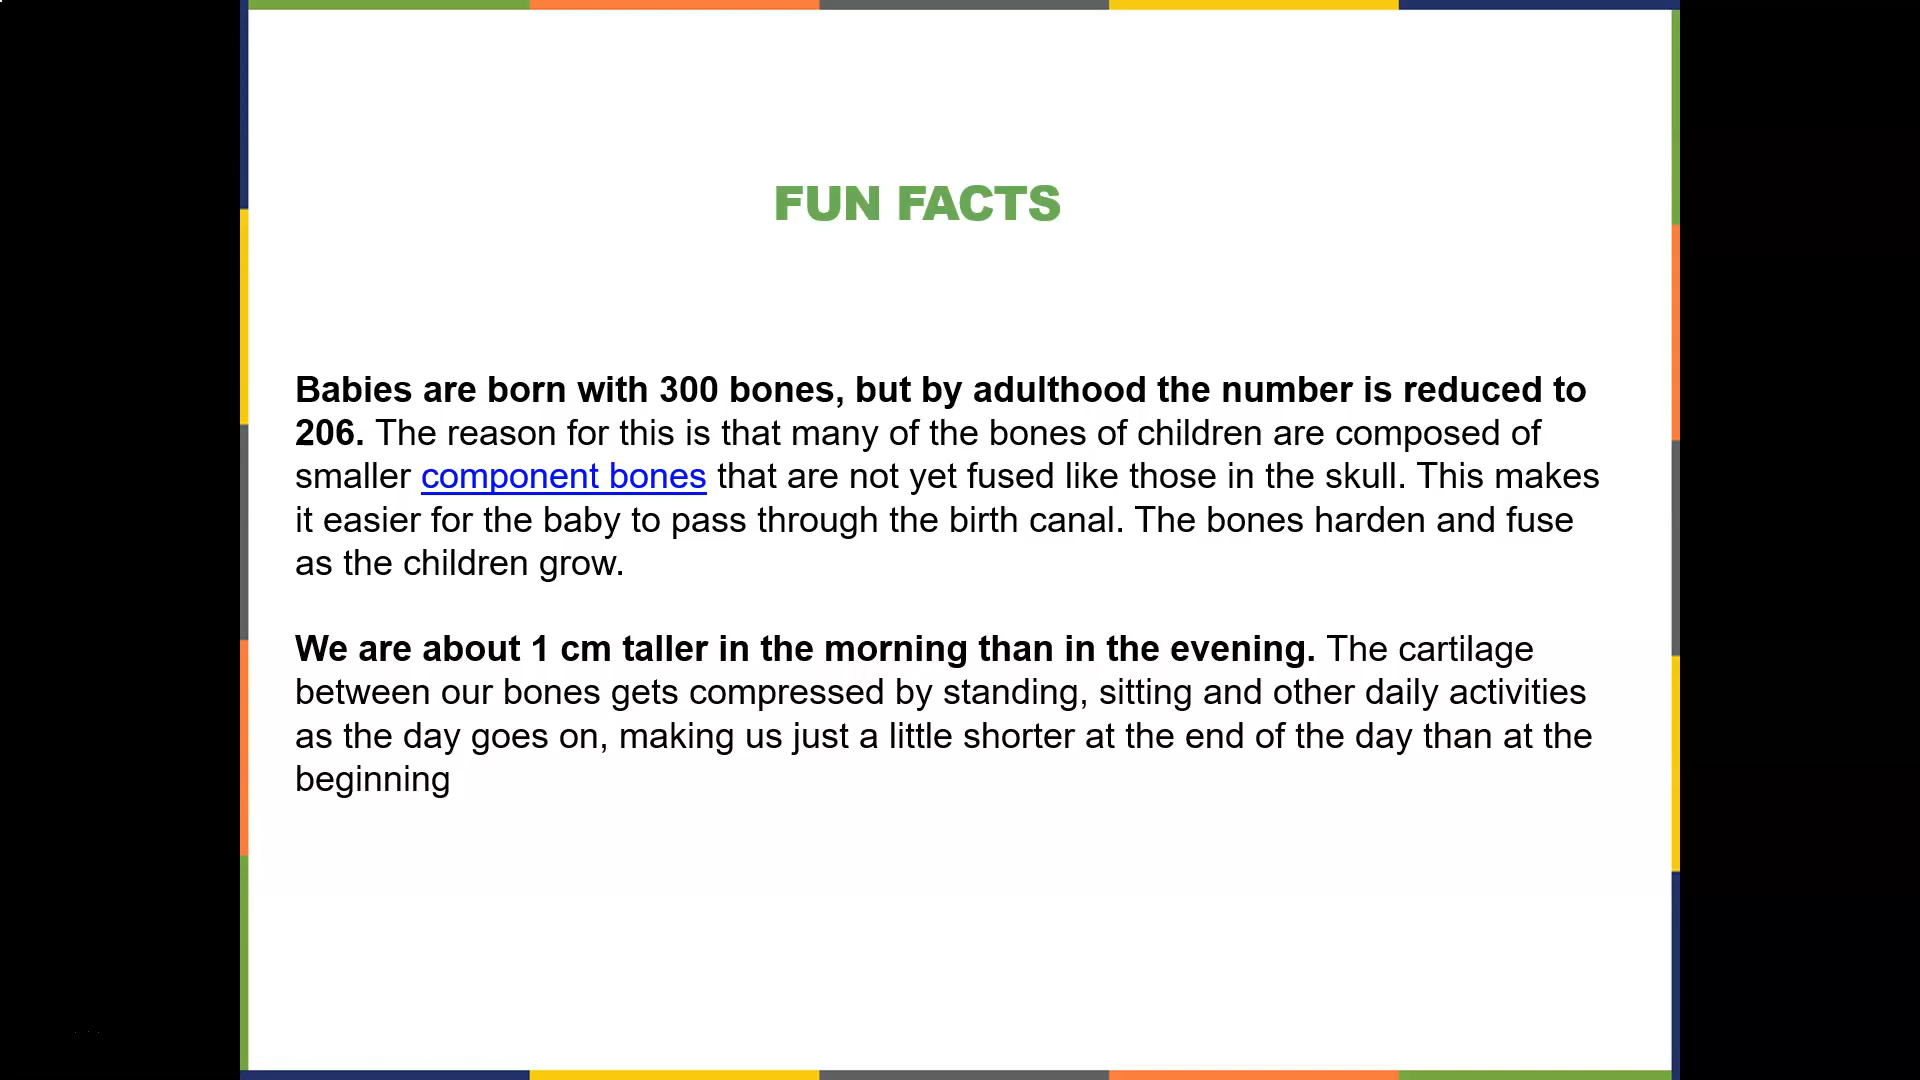 FUN FACTS
Babies are born with 300 bones, but by adulthood the number is reduced to
206. The reason for this is that many of the bones of children are composed of
smaller component bones that are not yet fused like those in the skull. This makes
it easier for the baby to pass through the birth canal. The bones harden and fuse
as the children grow.
We are about 1 cm taller in the morning than in the evening. The cartilage
between our bones gets compressed by standing, sitting and other daily activities
as the day goes on, making us just a little shorter at the end of the day than at the
beginning